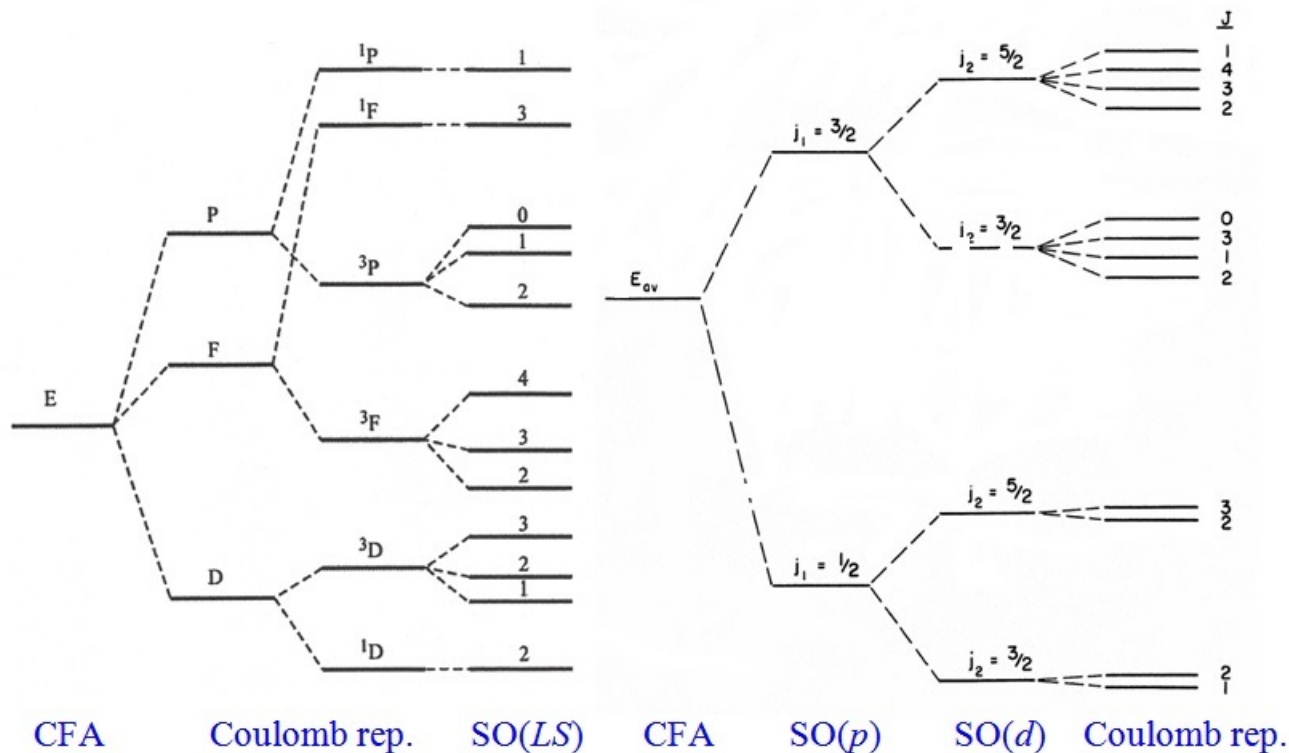 ¹P
1
¹F
3
P
0
1
³P
2
F
E
4
³F
3
2
3
³D
2
D
1
¹D
2
CFA
Coulomb rep.
SO(LS)
J
j₂ = 5/2
1
4
3
2
j₁ = 3/2
j₂ = 3/2
0
3
1
2
Eav
j₂ = 5/2
3
2
j₁ = 1/2
j₂ = 3/2
2
1
CFA
SO(p)
SO(d)
Coulomb rep.